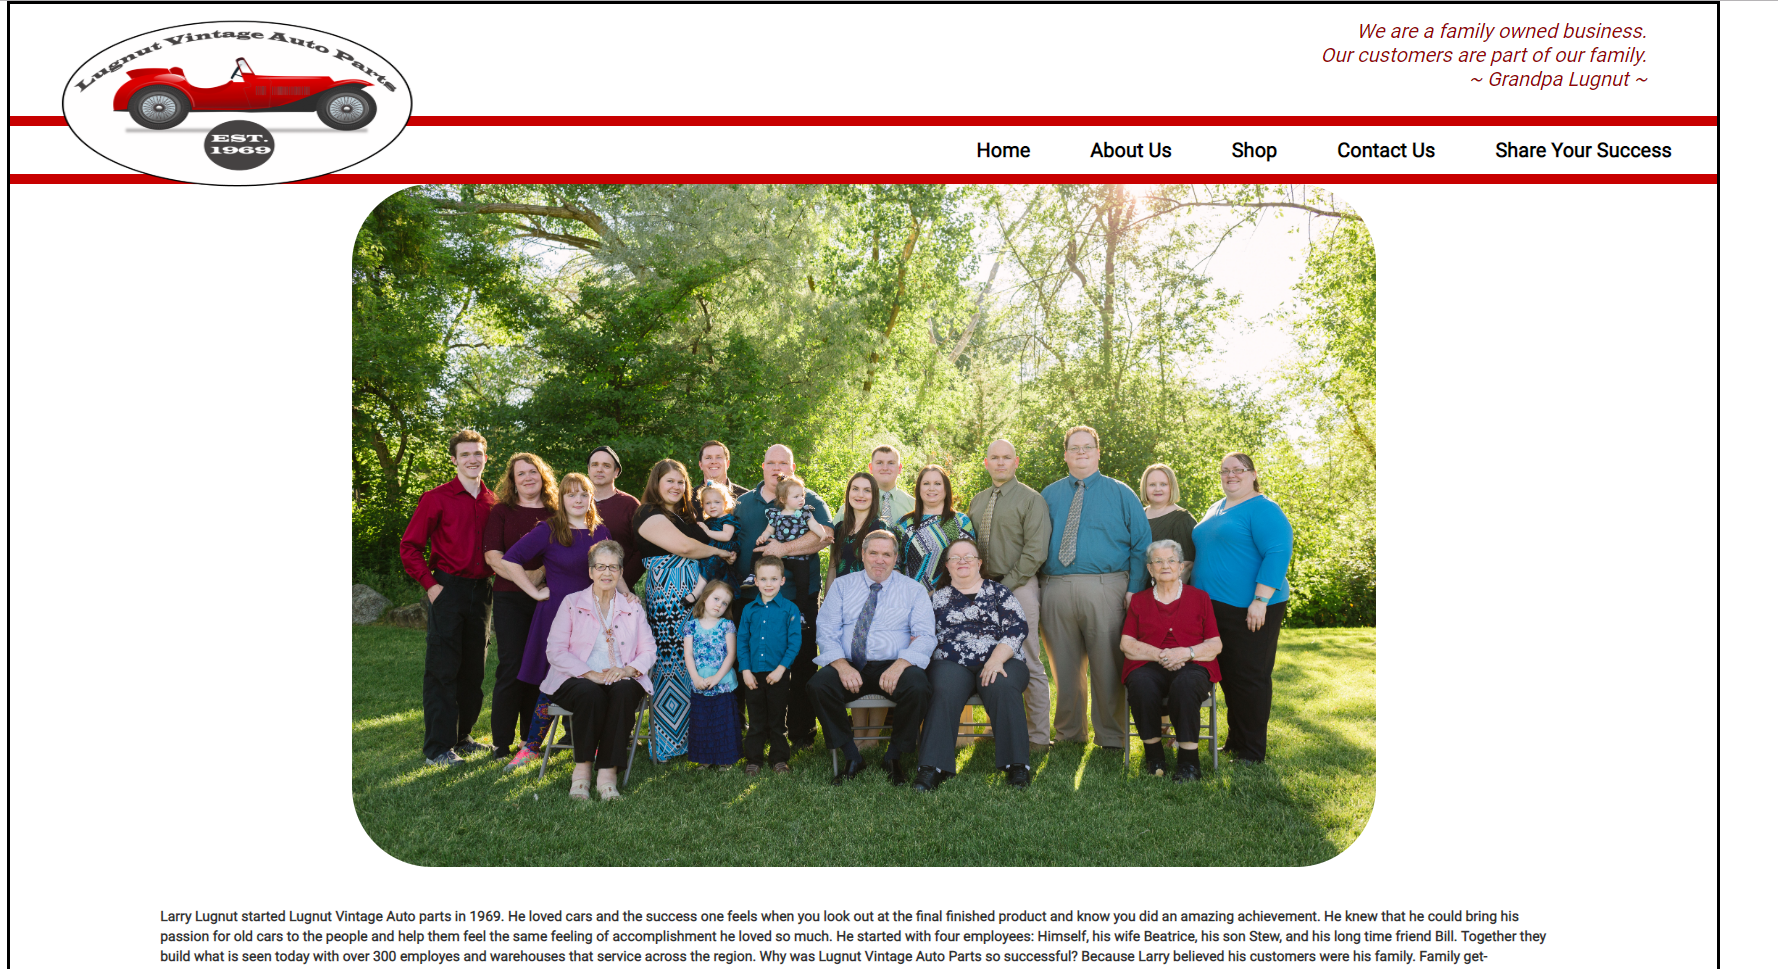 Lugnut Vintage Auto Parts
EST.
1969
We are a family owned business.
Our customers are part of our family.
~ Grandpa Lugnut ~
Home About Us Shop Contact Us Share Your Success
Larry Lugnut started Lugnut Vintage Auto parts in 1969. He loved cars and the success one feels when you look out at the final finished product and know you did an amazing achievement. He knew that he could bring his
passion for old cars to the people and help them feel the same feeling of accomplishment he loved so much. He started with four employees: Himself, his wife Beatrice, his son Stew, and his long time friend Bill. Together they
build what is seen today with over 300 employes and warehouses that service across the region. Why was Lugnut Vintage Auto Parts so successful? Because Larry believed his customers were his family. Family get-